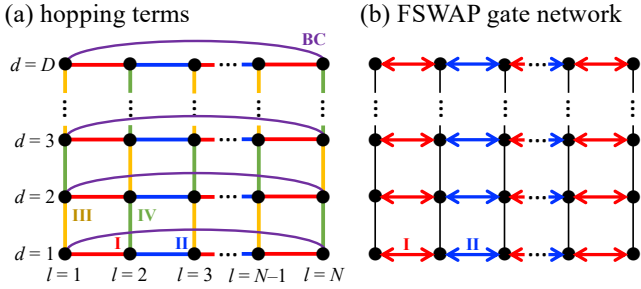 (a) hopping terms
(b) FSWAP gate network
BC
d = D
d = 3
d = 2
III
IV
I
II
I
II
d = 1
l = 1
l = 2
l = 3
l = N–1
l = N